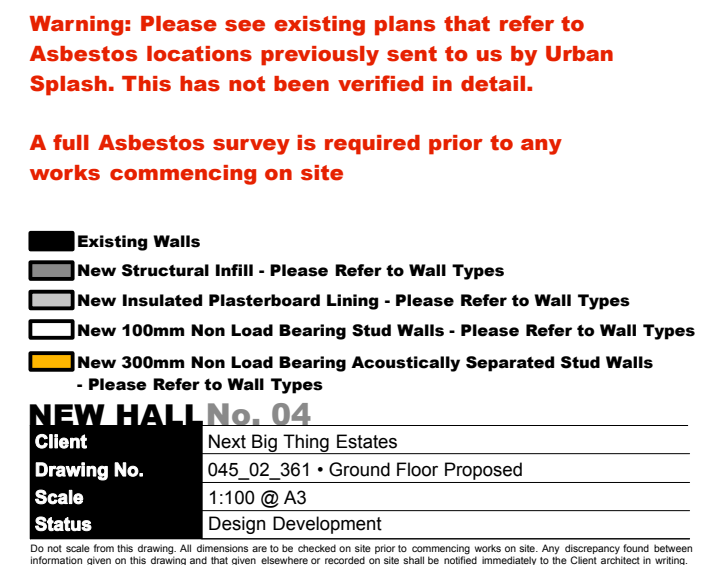 Warning: Please see existing plans that refer to
Asbestos locations previously sent to us by Urban
Splash. This has not been verified in detail.
A full Asbestos survey is required prior to any
works commencing on site
Existing Walls
New Structural Infill - Please Refer to Wall Types
New Insulated Plasterboard Lining - Please Refer to Wall Types
New 100mm Non Load Bearing Stud Walls - Please Refer to Wall Types
New 300mm Non Load Bearing Acoustically Separated Stud Walls
- Please Refer to Wall Types
NEW HALL No. 04
Client Next Big Thing Estates
Drawing No. 045_02_361 • Ground Floor Proposed
Scale 1:100 @ A3
Status Design Development
Do not scale from this drawing. All dimensions are to be checked on site prior to commencing works on site. Any discrepancy found between
information given on this drawing and that given elsewhere or recorded on site shall be notified immediately to the Client architect in writing.